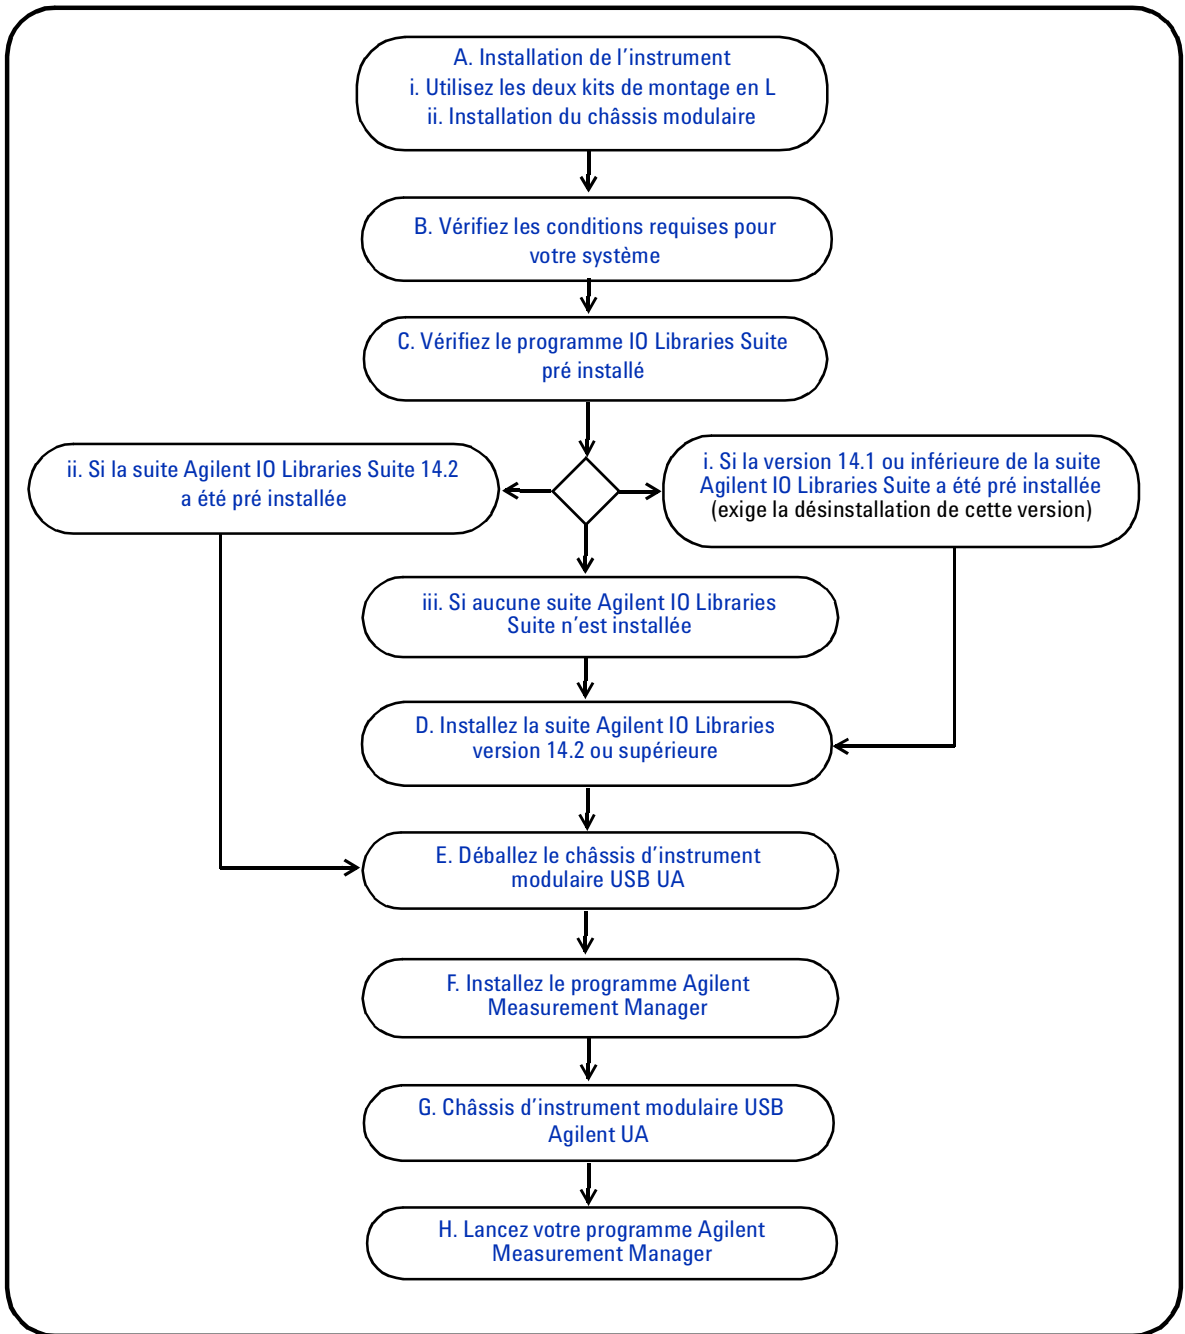 A. Installation de l'instrument
i. Utilisez les deux kits de montage en L
ii. Installation du châssis modulaire
B. Vérifiez les conditions requises pour
votre système
C. Vérifiez le programme IO Libraries Suite
pré installé
ii. Si la suite Agilent IO Libraries Suite 14.2
a été pré installée
i. Si la version 14.1 ou inférieure de la suite
Agilent IO Libraries Suite a été pré installée
(exige la désinstallation de cette version)
iii. Si aucune suite Agilent IO Libraries
Suite n'est installée
D. Installez la suite Agilent IO Libraries
version 14.2 ou supérieure
E. Déballez le châssis d'instrument
modulaire USB UA
F. Installez le programme Agilent
Measurement Manager
G. Châssis d'instrument modulaire USB
Agilent UA
H. Lancez votre programme Agilent
Measurement Manager